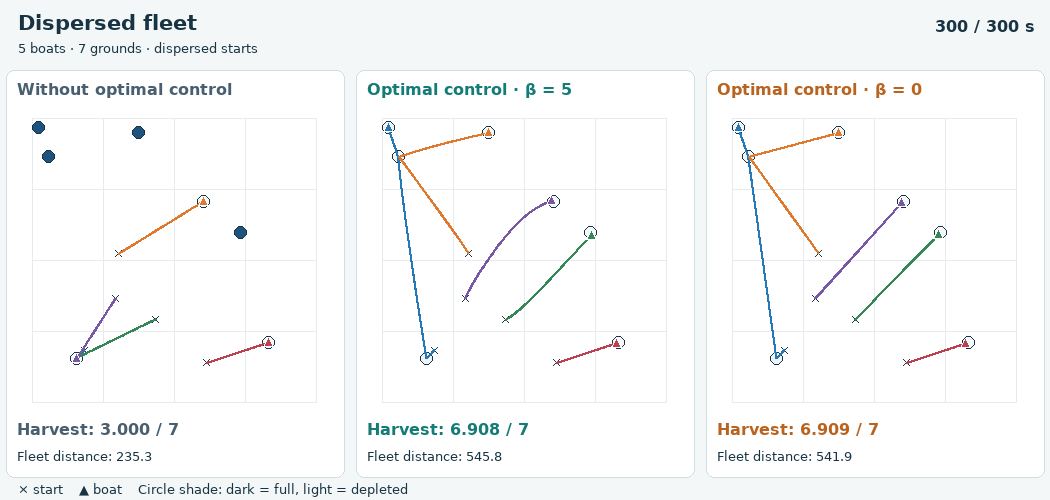 Dispersed fleet
300 / 300 s
5 boats · 7 grounds · dispersed starts
Without optimal control
Harvest: 3.000 / 7
Fleet distance: 235.3
Optimal control · β = 5
Harvest: 6.908 / 7
Fleet distance: 545.8
Optimal control · β = 0
Harvest: 6.909 / 7
Fleet distance: 541.9
× start ▲ boat Circle shade: dark = full, light = depleted